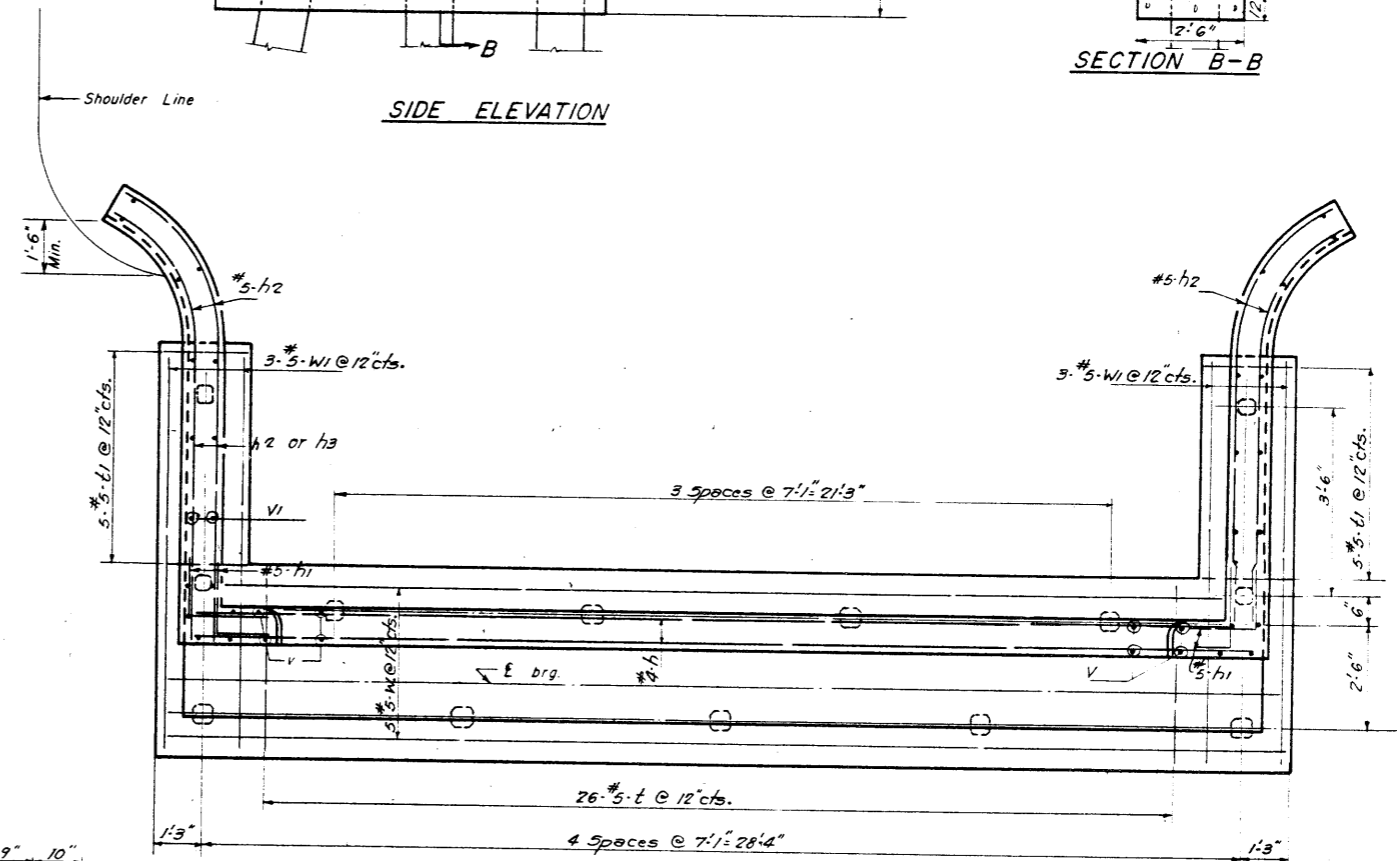 B
2'-6"
12
SECTION B-B
Shoulder Line
SIDE ELEVATION
1'-6"
Min.
#5-h2
#5-h2
3-#5-W1 @ 12"cts.
3-#5-W1 @ 12"cts.
5-#5-t1 @ 12"cts.
h2 or h3
3 Spaces @ 7'-1"=21'-3"
3'-6"
5-#5-t1 @ 12"cts.
V1
#5-h1
6"
5-#5-W@12"cts.
#4-h
V
V
#5-h1
2'-6"
℄ brg.
26-#5-t @ 12"cts.
1'-3"
4 Spaces @ 7'-1"=28'-4"
1'-3"
9" 10"